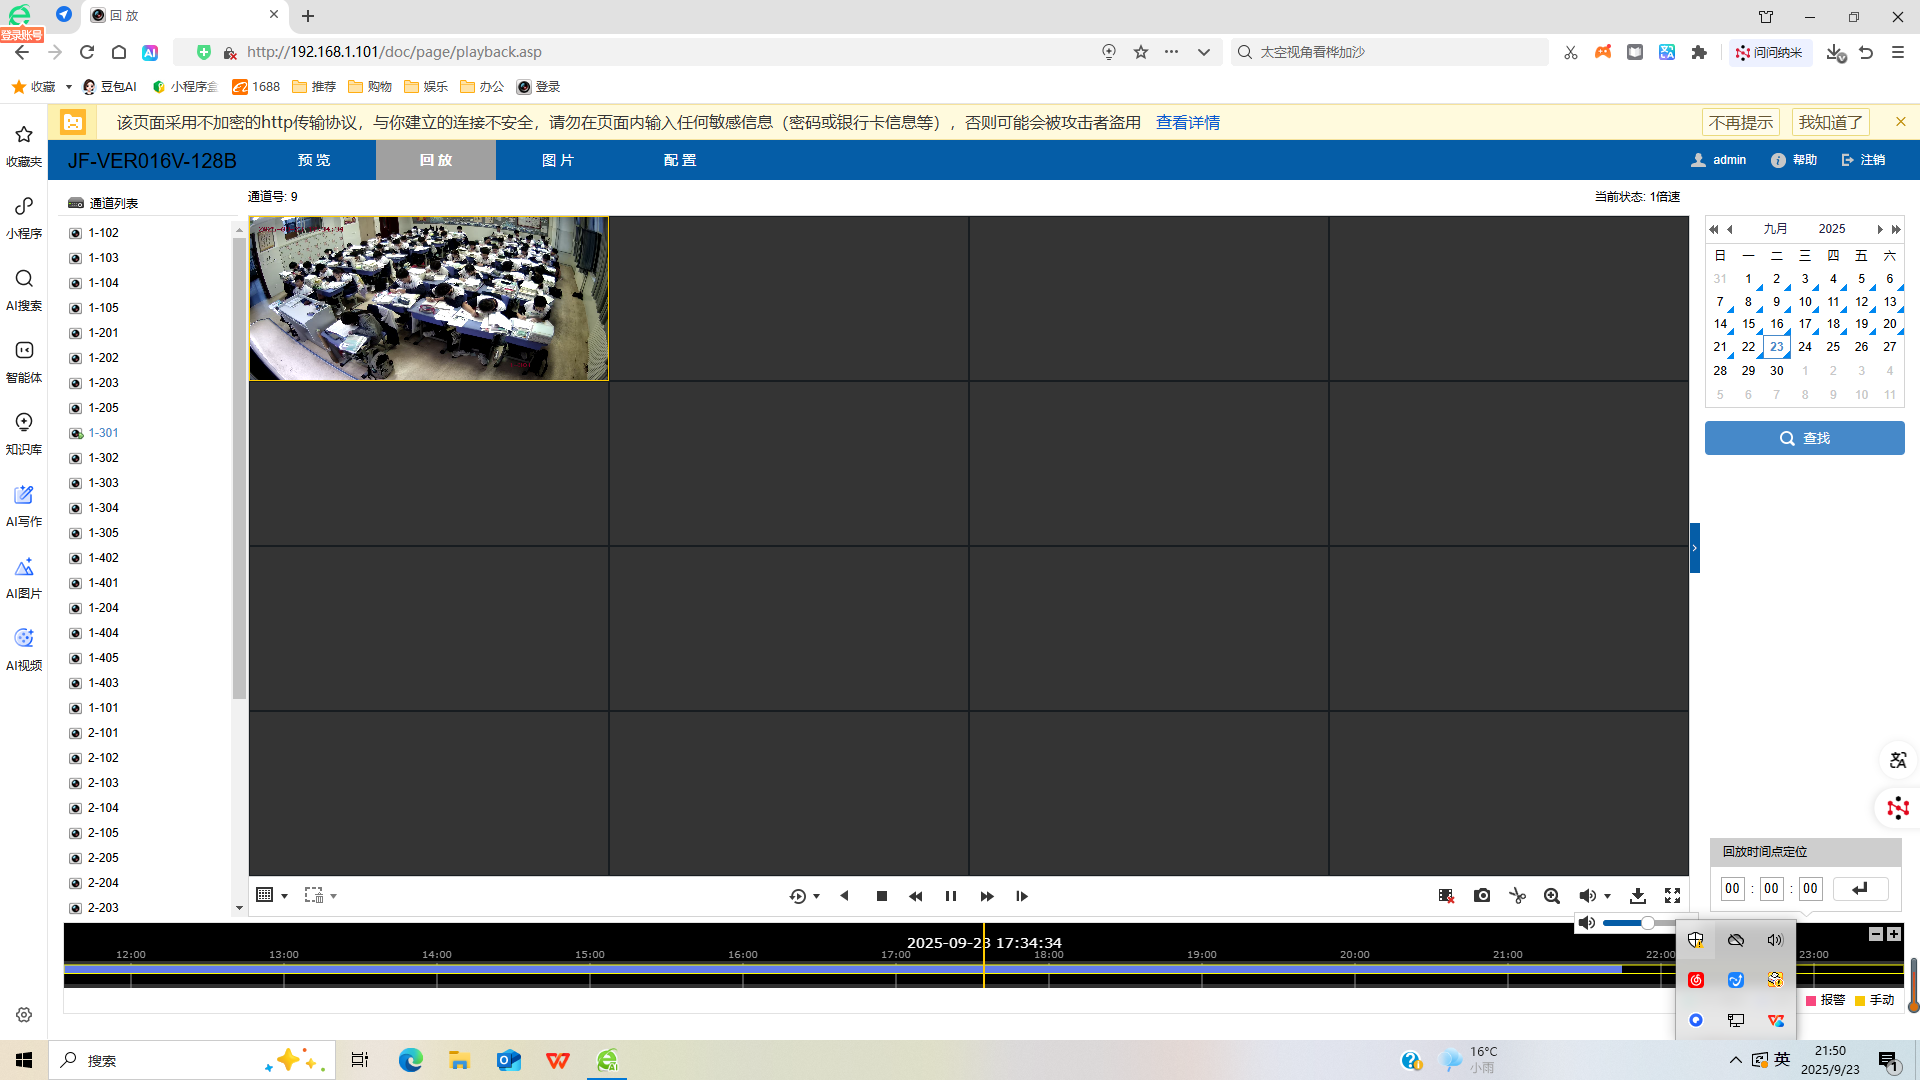 登录账号
回 放
http://192.168.1.101/doc/page/playback.asp
太空视角看桦加沙
问问纳米
收藏
豆包AI
小程序盒
1688
推荐
购物
娱乐
办公
登录
该页面采用不加密的http传输协议，与你建立的连接不安全，请勿在页面内输入任何敏感信息（密码或银行卡信息等），否则可能会被攻击者盗用 查看详情
不再提示
我知道了
收藏夹
小程序
AI搜索
智能体
知识库
AI写作
AI图片
AI视频
JF-VER016V-128B
预览
回放
图片
配置
admin
帮助
注销
通道列表
通道号: 9
当前状态: 1倍速
1-102
1-103
1-104
1-105
1-201
1-202
1-203
1-205
1-301
1-302
1-303
1-304
1-305
1-402
1-401
1-204
1-404
1-405
1-403
1-101
2-101
2-102
2-103
2-104
2-105
2-205
2-204
2-203
九月 2025
日 一 二 三 四 五 六
31 1 2 3 4 5 6
7 8 9 10 11 12 13
14 15 16 17 18 19 20
21 22 23 24 25 26 27
28 29 30 1 2 3 4
5 6 7 8 9 10 11
查找
回放时间点定位
00 : 00 : 00
2025-09-23 17:34:34
12:00 13:00 14:00 15:00 16:00 17:00 18:00 19:00 20:00 21:00 22:00 23:00
报警
手动
搜索
16°C
小雨
英
21:50
2025/9/23
1